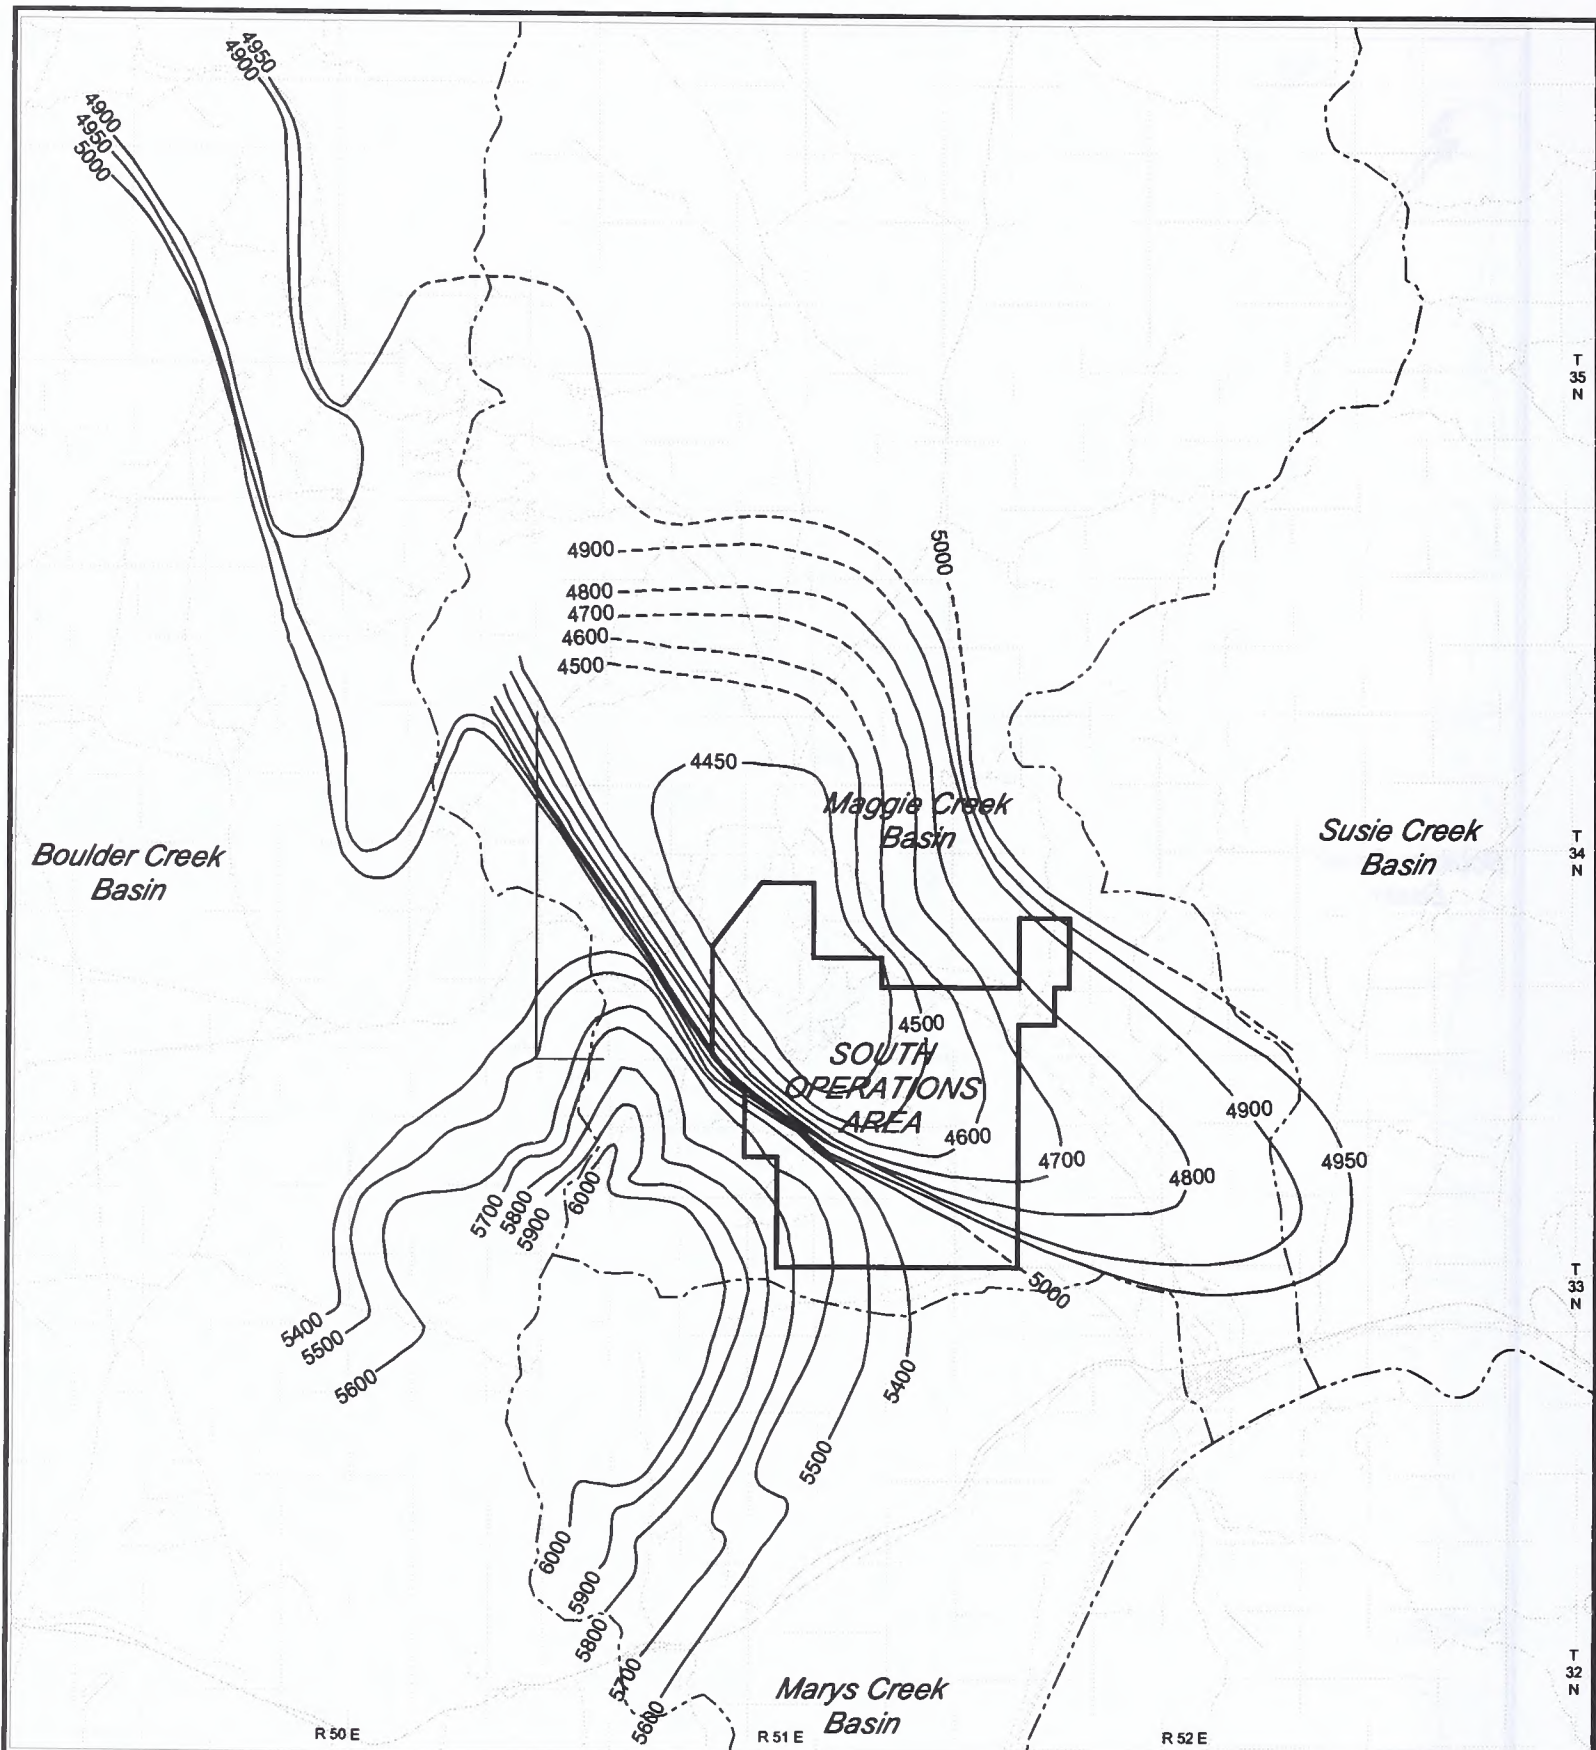 4950
4900
4900
4950
5000
T
35
N
5000
4900
4800
4700
4600
4500
4450
Maggie Creek
Basin
Susie Creek
Basin
T
34
N
Boulder Creek
Basin
4500
SOUTH
OPERATIONS
AREA
4900
4600
4700
4800
4950
5700
5800
5900
6000
5000
T
33
N
5400
5500
5600
5400
5500
6000
5900
5800
5700
5600
Marys Creek
Basin
T
32
N
R 50 E
R 51 E
R 52 E